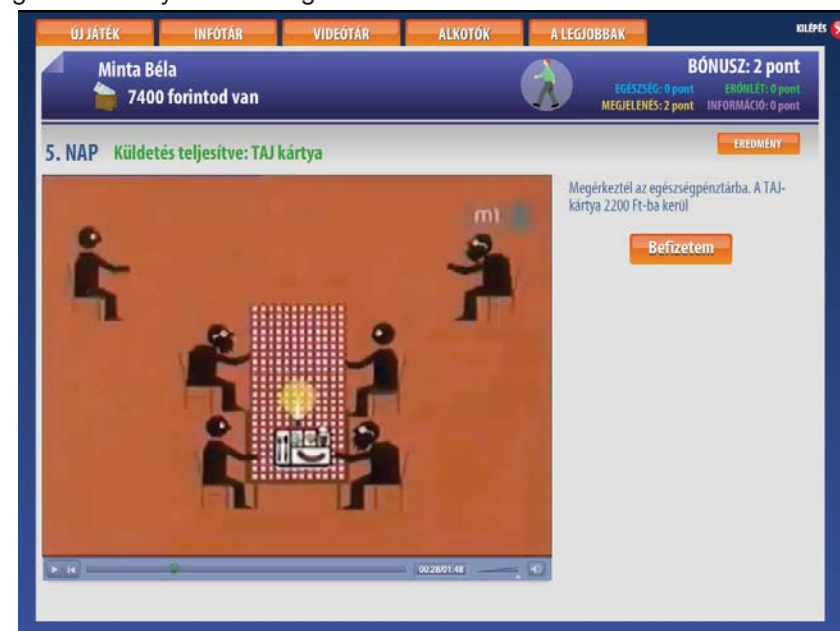 ÚJ JÁTÉK INFÓTÁR VIDEÓTÁR ALKOTÓK A LEGJOBBAK KILÉPÉS
Minta Béla
7400 forintod van
BÓNUSZ: 2 pont
EGÉSZSÉG: 0 pont ERŐNLÉT: 0 pont
MEGJELENÉS: 2 pont INFORMÁCIÓ: 0 pont
5. NAP Küldetés teljesítve: TAJ kártya
EREDMÉNY
m1
00:28/01:48
Megérkeztél az egészségpénztárba. A TAJ-
kártya 2200 Ft-ba kerül
Befizetem